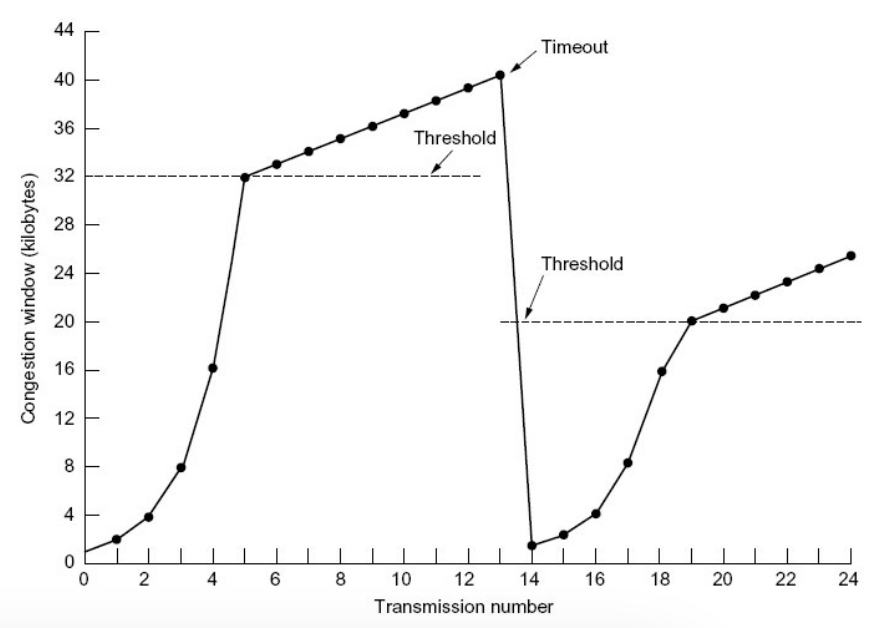 44
Timeout
40
36
Threshold
32
28
Threshold
24
20
16
12
8
4
0
0 2 4 6 8 10 12 14 16 18 20 22 24
Transmission number
Congestion window (kilobytes)